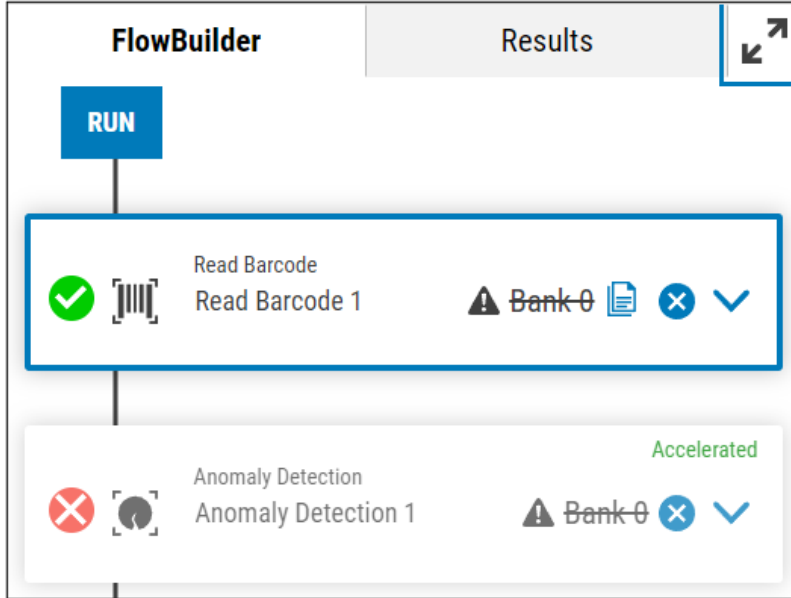 FlowBuilder
Results
RUN
Read Barcode
Read Barcode 1
Bank 0
Accelerated
Anomaly Detection
Anomaly Detection 1
Bank 0